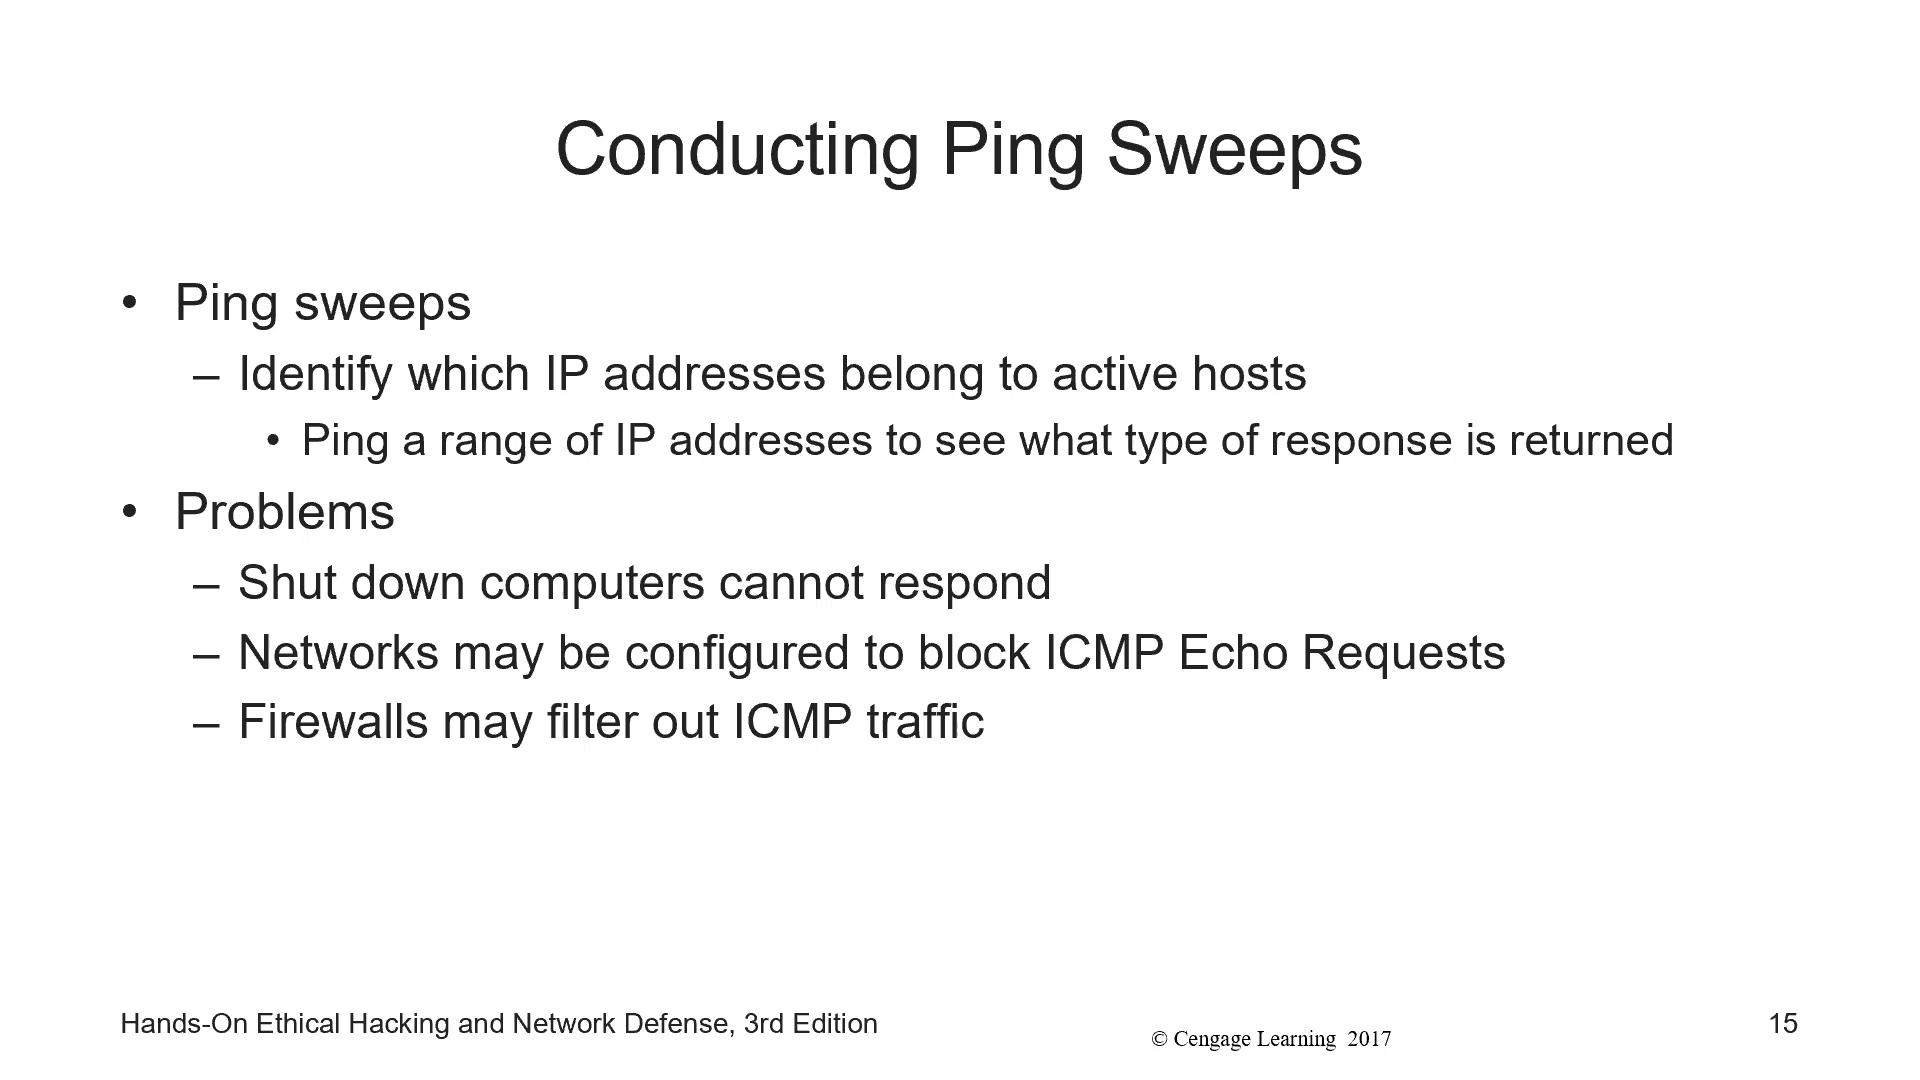 Conducting Ping Sweeps
• Ping sweeps
– Identify which IP addresses belong to active hosts
• Ping a range of IP addresses to see what type of response is returned
• Problems
– Shut down computers cannot respond
– Networks may be configured to block ICMP Echo Requests
– Firewalls may filter out ICMP traffic
Hands-On Ethical Hacking and Network Defense, 3rd Edition
© Cengage Learning 2017
15